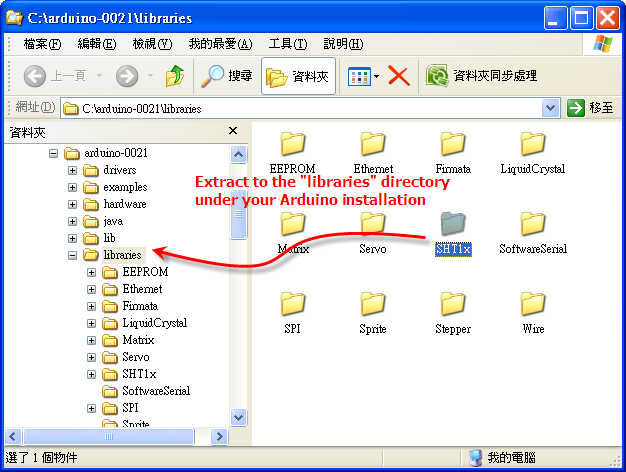 C:\arduino-0021\libraries
檔案(F) 編輯(E) 檢視(V) 我的最愛(A) 工具(T) 說明(H)
上一頁 搜尋 資料夾 資料夾同步處理
網址(D) C:\arduino-0021\libraries 移至
資料夾
arduino-0021
drivers
examples
hardware
java
lib
libraries
EEPROM
Ethernet
Firmata
LiquidCrystal
Matrix
Servo
SHT1x
SoftwareSerial
SPI
Sprite
EEPROM Ethernet Firmata LiquidCrystal
Extract to the "libraries" directory
under your Arduino installation
Matrix Servo SHT1x SoftwareSerial
SPI Sprite Stepper Wire
選了 1 個物件 我的電腦